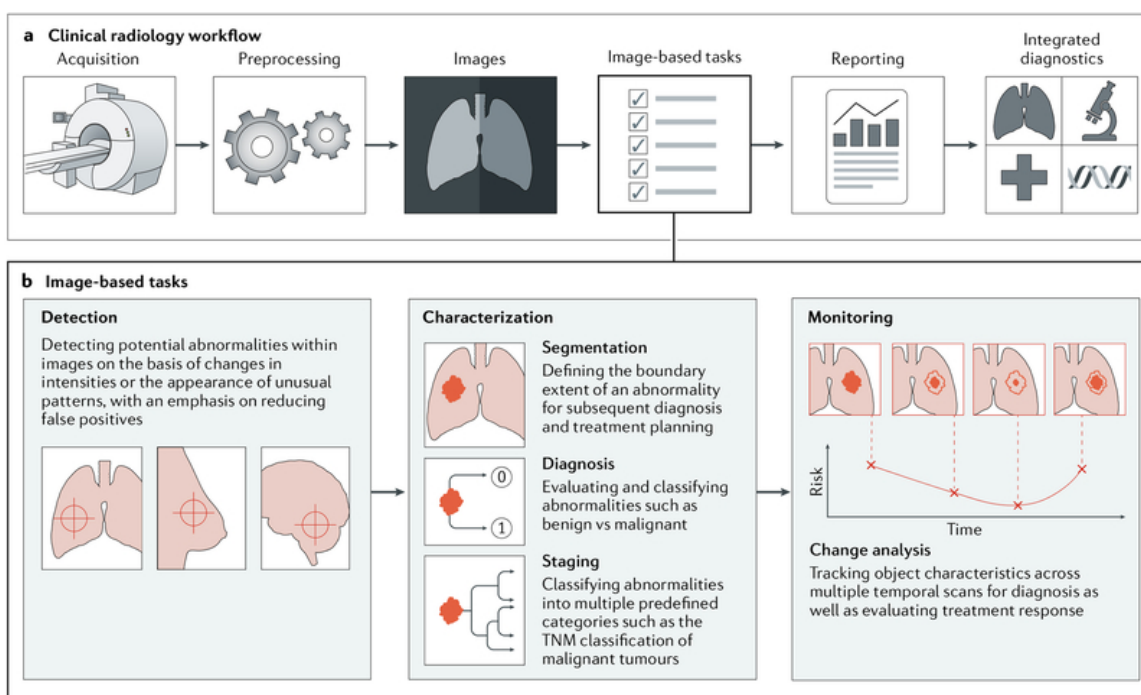 a Clinical radiology workflow
Acquisition
Preprocessing
Images
Image-based tasks
Reporting
Integrated
diagnostics
b Image-based tasks
Detection
Detecting potential abnormalities within
images on the basis of changes in
intensities or the appearance of unusual
patterns, with an emphasis on reducing
false positives
Characterization
Segmentation
Defining the boundary
extent of an abnormality
for subsequent diagnosis
and treatment planning
0
1
Diagnosis
Evaluating and classifying
abnormalities such as
benign vs malignant
Staging
Classifying abnormalities
into multiple predefined
categories such as the
TNM classification of
malignant tumours
Monitoring
Risk
Time
Change analysis
Tracking object characteristics across
multiple temporal scans for diagnosis as
well as evaluating treatment response